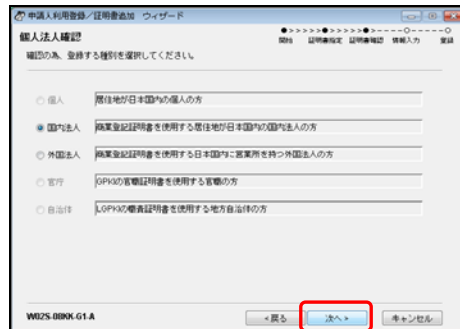 申請人利用登録/証明書追加 ウィザード
個人法人確認
●>>>>>●>>>>>●-----○-----○
開始 証明書指定 証明書確認 情報入力 登録
確認の為、登録する種別を選択してください。
個人 居住地が日本国内の個人の方
国内法人 商業登記証明書を使用する居住地が日本国内の国内法人の方
外国法人 商業登記証明書を使用する日本国内に営業所を持つ外国法人の方
官庁 GPKIの官職証明書を使用する官職の方
自治体 LGPKIの職責証明書を使用する地方自治体の方
W02S-08KK-G1-A <戻る 次へ> キャンセル